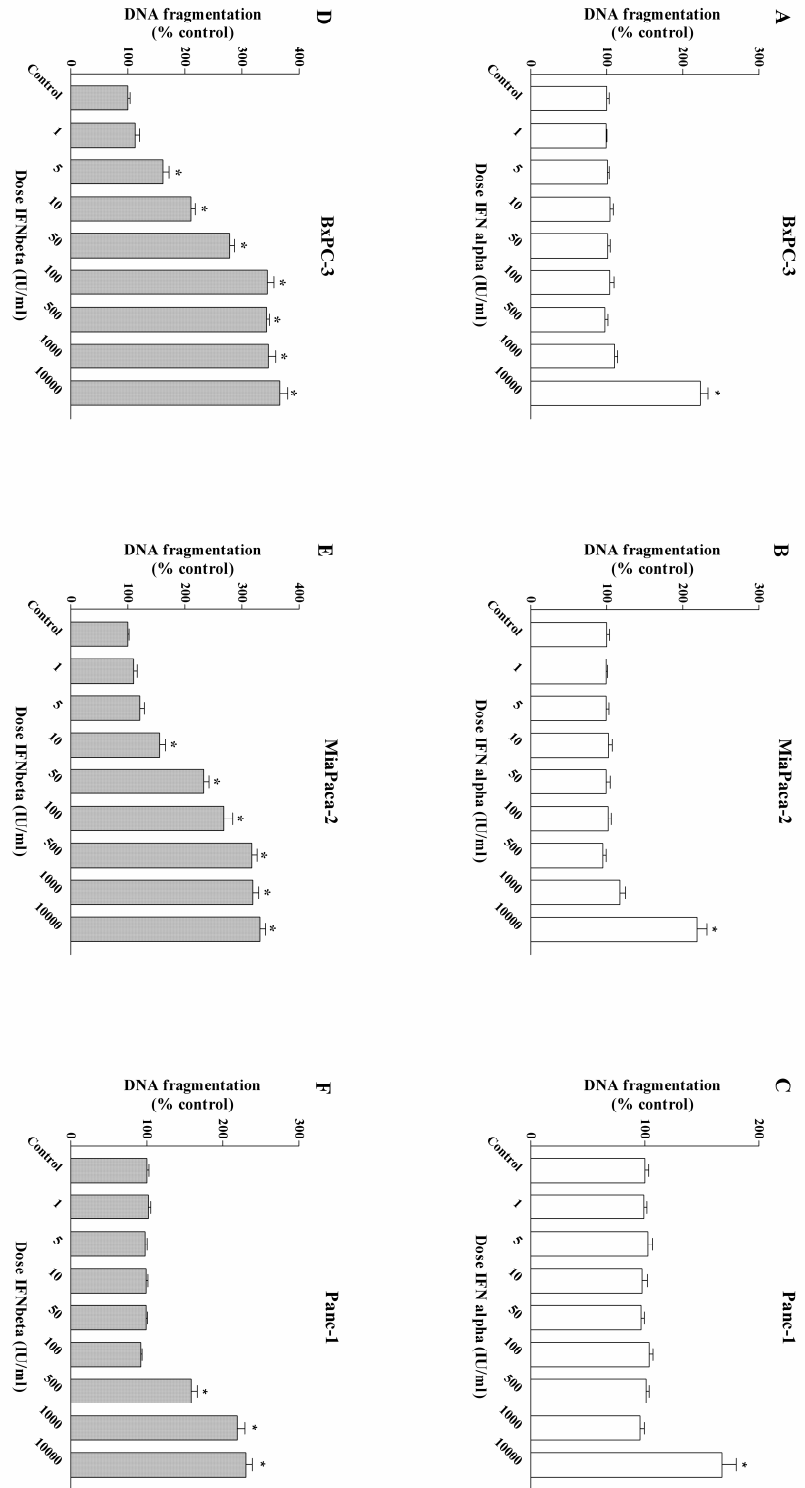 A
BxPC-3
DNA fragmentation
(% control)
300
200
100
0
Control 1 5 10 50 100 500 1000 10000
* 
Dose IFN alpha (IU/ml)
B
MiaPaca-2
DNA fragmentation
(% control)
300
200
100
0
Control 1 5 10 50 100 500 1000 10000
*
Dose IFN alpha (IU/ml)
C
Panc-1
DNA fragmentation
(% control)
200
100
0
Control 1 5 10 50 100 500 1000 10000
*
Dose IFN alpha (IU/ml)
D
BxPC-3
DNA fragmentation
(% control)
400
300
200
100
0
* * * * * * *
Control 1 5 10 50 100 500 1000 10000
Dose IFNbeta (IU/ml)
E
MiaPaca-2
DNA fragmentation
(% control)
400
300
200
100
0
* * * * * *
Control 1 5 10 50 100 500 1000 10000
Dose IFNbeta (IU/ml)
F
Panc-1
DNA fragmentation
(% control)
300
200
100
0
* * *
Control 1 5 10 50 100 500 1000 10000
Dose IFNbeta (IU/ml)